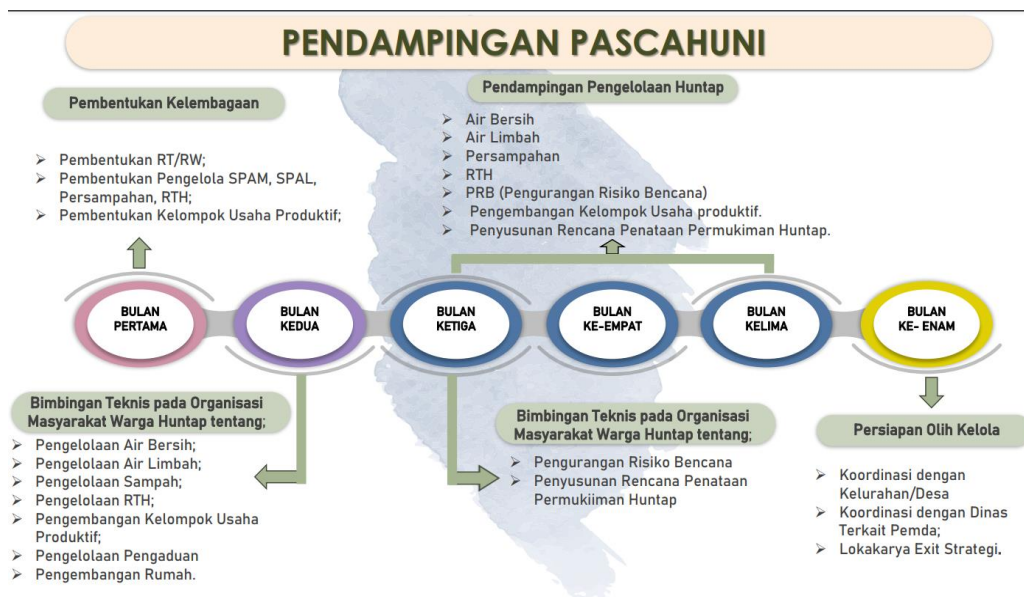 PENDAMPINGAN PASCAHUNI
Pembentukan Kelembagaan
➢ Pembentukan RT/RW;
➢ Pembentukan Pengelola SPAM, SPAL,
Persampahan, RTH;
➢ Pembentukan Kelompok Usaha Produktif;
Pendampingan Pengelolaan Huntap
➢ Air Bersih
➢ Air Limbah
➢ Persampahan
➢ RTH
➢ PRB (Pengurangan Risiko Bencana)
➢ Pengembangan Kelompok Usaha produktif.
➢ Penyusunan Rencana Penataan Permukiman Huntap.
BULAN
PERTAMA
BULAN
KEDUA
BULAN
KETIGA
BULAN
KE-EMPAT
BULAN
KELIMA
BULAN
KE- ENAM
Bimbingan Teknis pada Organisasi
Masyarakat Warga Huntap tentang;
➢ Pengelolaan Air Bersih;
➢ Pengelolaan Air Limbah;
➢ Pengelolaan Sampah;
➢ Pengelolaan RTH;
➢ Pengembangan Kelompok Usaha
Produktif;
➢ Pengelolaan Pengaduan
➢ Pengembangan Rumah.
Bimbingan Teknis pada Organisasi
Masyarakat Warga Huntap tentang;
➢ Pengurangan Risiko Bencana
➢ Penyusunan Rencana Penataan
Permukiiman Huntap
Persiapan Olih Kelola
➢ Koordinasi dengan
Kelurahan/Desa
➢ Koordinasi dengan Dinas
Terkait Pemda;
➢ Lokakarya Exit Strategi.